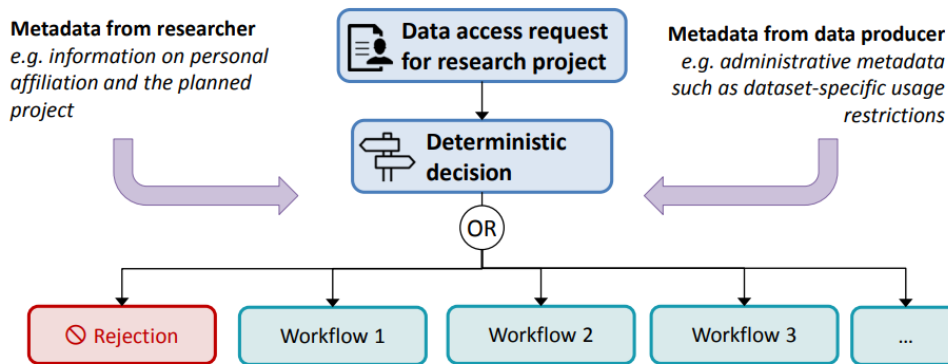 Metadata from researcher
e.g. information on personal
affiliation and the planned
project
Data access request
for research project
Metadata from data producer
e.g. administrative metadata
such as dataset-specific usage
restrictions
Deterministic
decision
OR
Rejection
Workflow 1
Workflow 2
Workflow 3
...